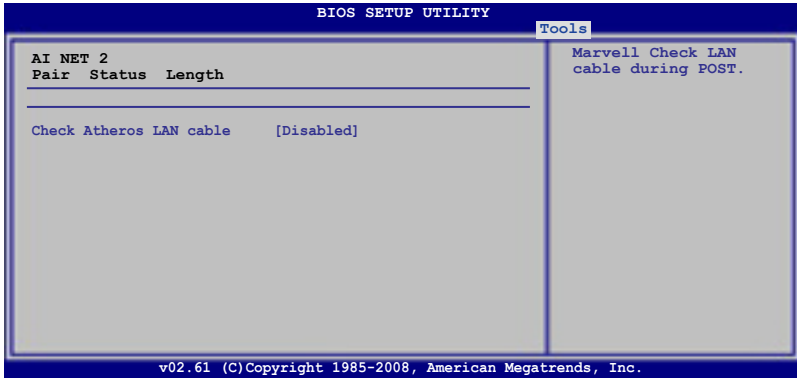 BIOS SETUP UTILITY
Tools
AI NET 2
Pair Status Length
Check Atheros LAN cable [Disabled]
Marvell Check LAN
cable during POST.
v02.61 (C)Copyright 1985-2008, American Megatrends, Inc.